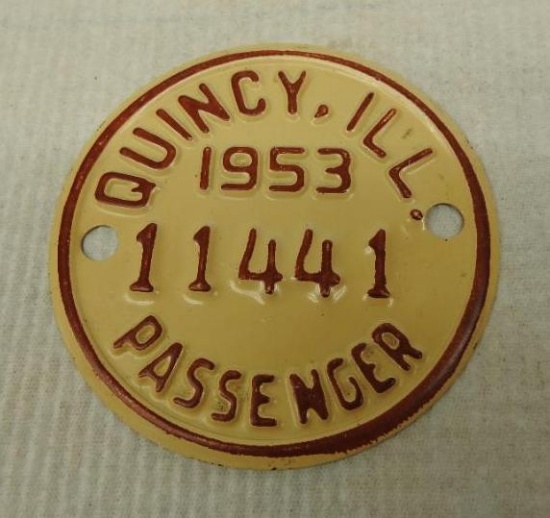 QUINCY, ILL.
1953
11441
PASSENGER